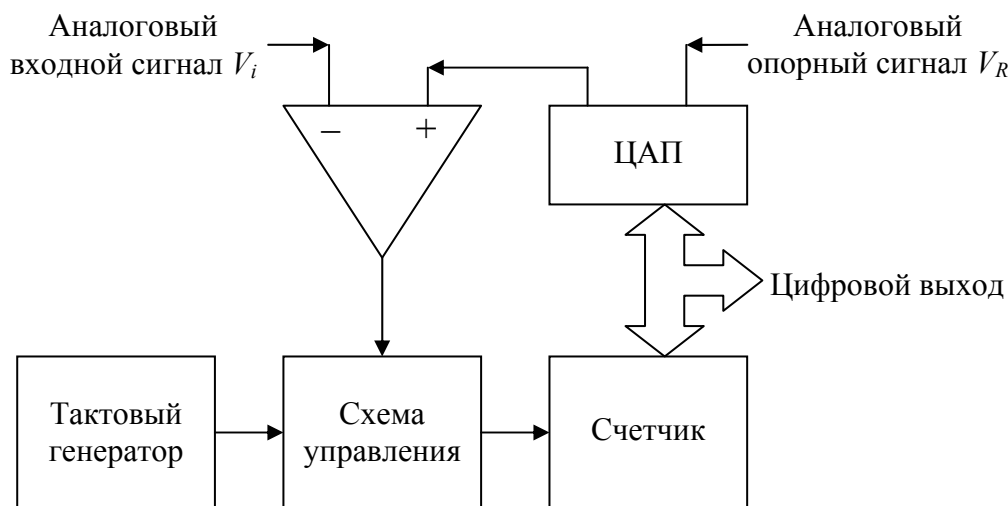 Аналоговый
входной сигнал Vi
Аналоговый
опорный сигнал VR
– +
ЦАП
Цифровой выход
Тактовый
генератор
Схема
управления
Счетчик